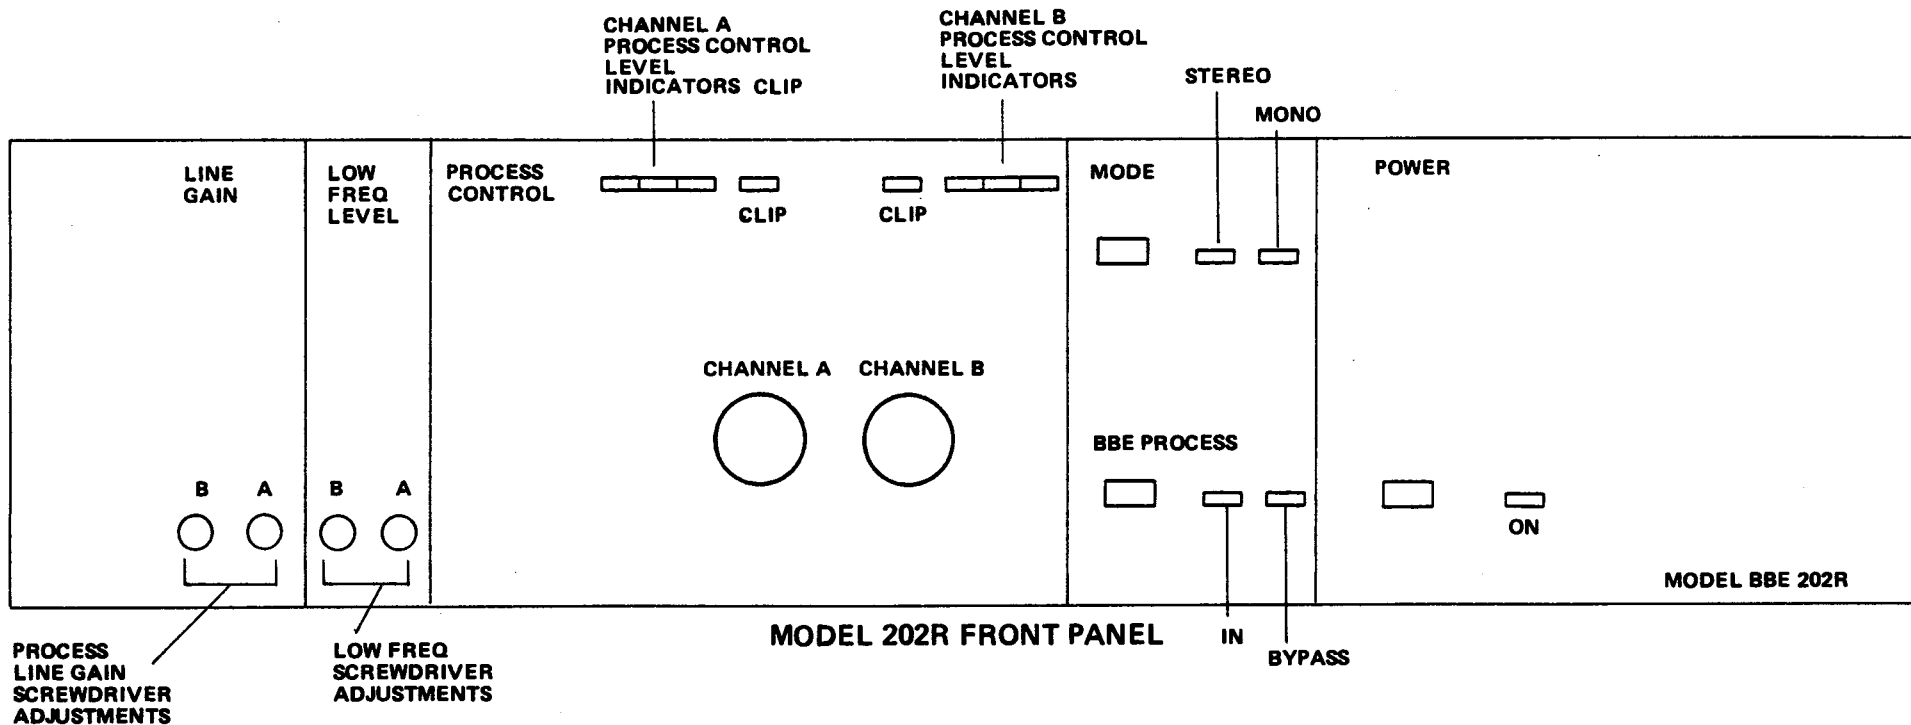 CHANNEL A
PROCESS CONTROL
LEVEL
INDICATORS CLIP
CHANNEL B
PROCESS CONTROL
LEVEL
INDICATORS
STEREO
MONO
LINE
GAIN
LOW
FREQ
LEVEL
PROCESS
CONTROL
CLIP
CLIP
MODE
POWER
CHANNEL A
CHANNEL B
BBE PROCESS
B
A
B
A
ON
MODEL BBE 202R
PROCESS
LINE GAIN
SCREWDRIVER
ADJUSTMENTS
LOW FREQ
SCREWDRIVER
ADJUSTMENTS
MODEL 202R FRONT PANEL
IN
BYPASS